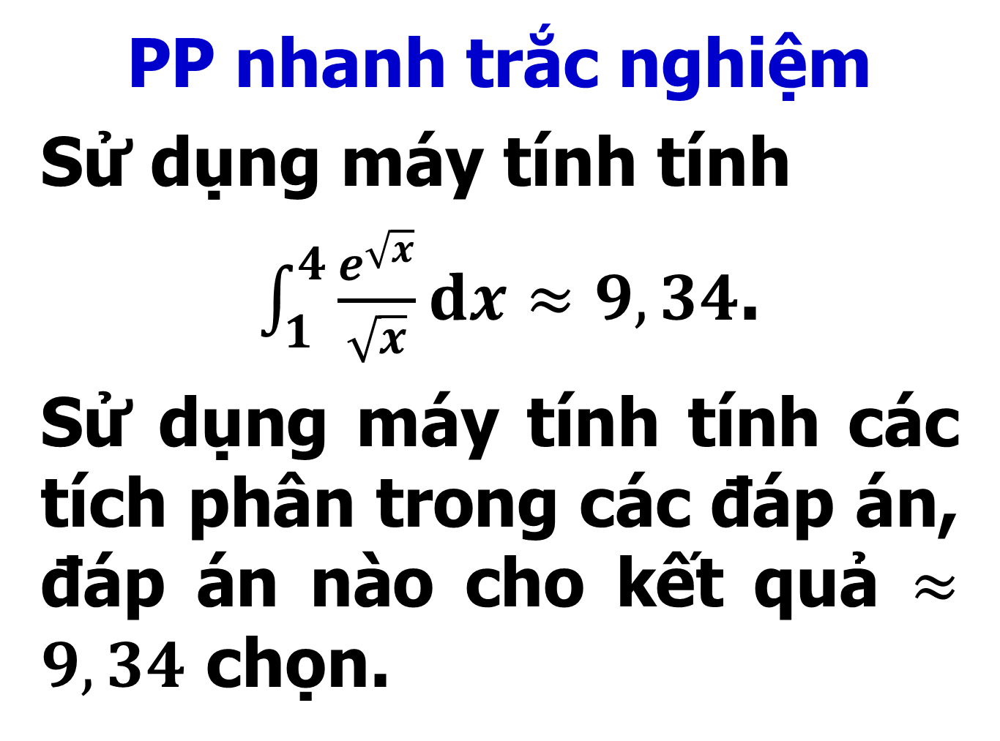 PP nhanh trắc nghiệm
Sử dụng máy tính tính
$\int_{1}^{4} \frac{e^{\sqrt{x}}}{\sqrt{x}} \mathrm{d}x \approx 9,34.$
Sử dụng máy tính tính các
tích phân trong các đáp án,
đáp án nào cho kết quả ≈
9,34 chọn.